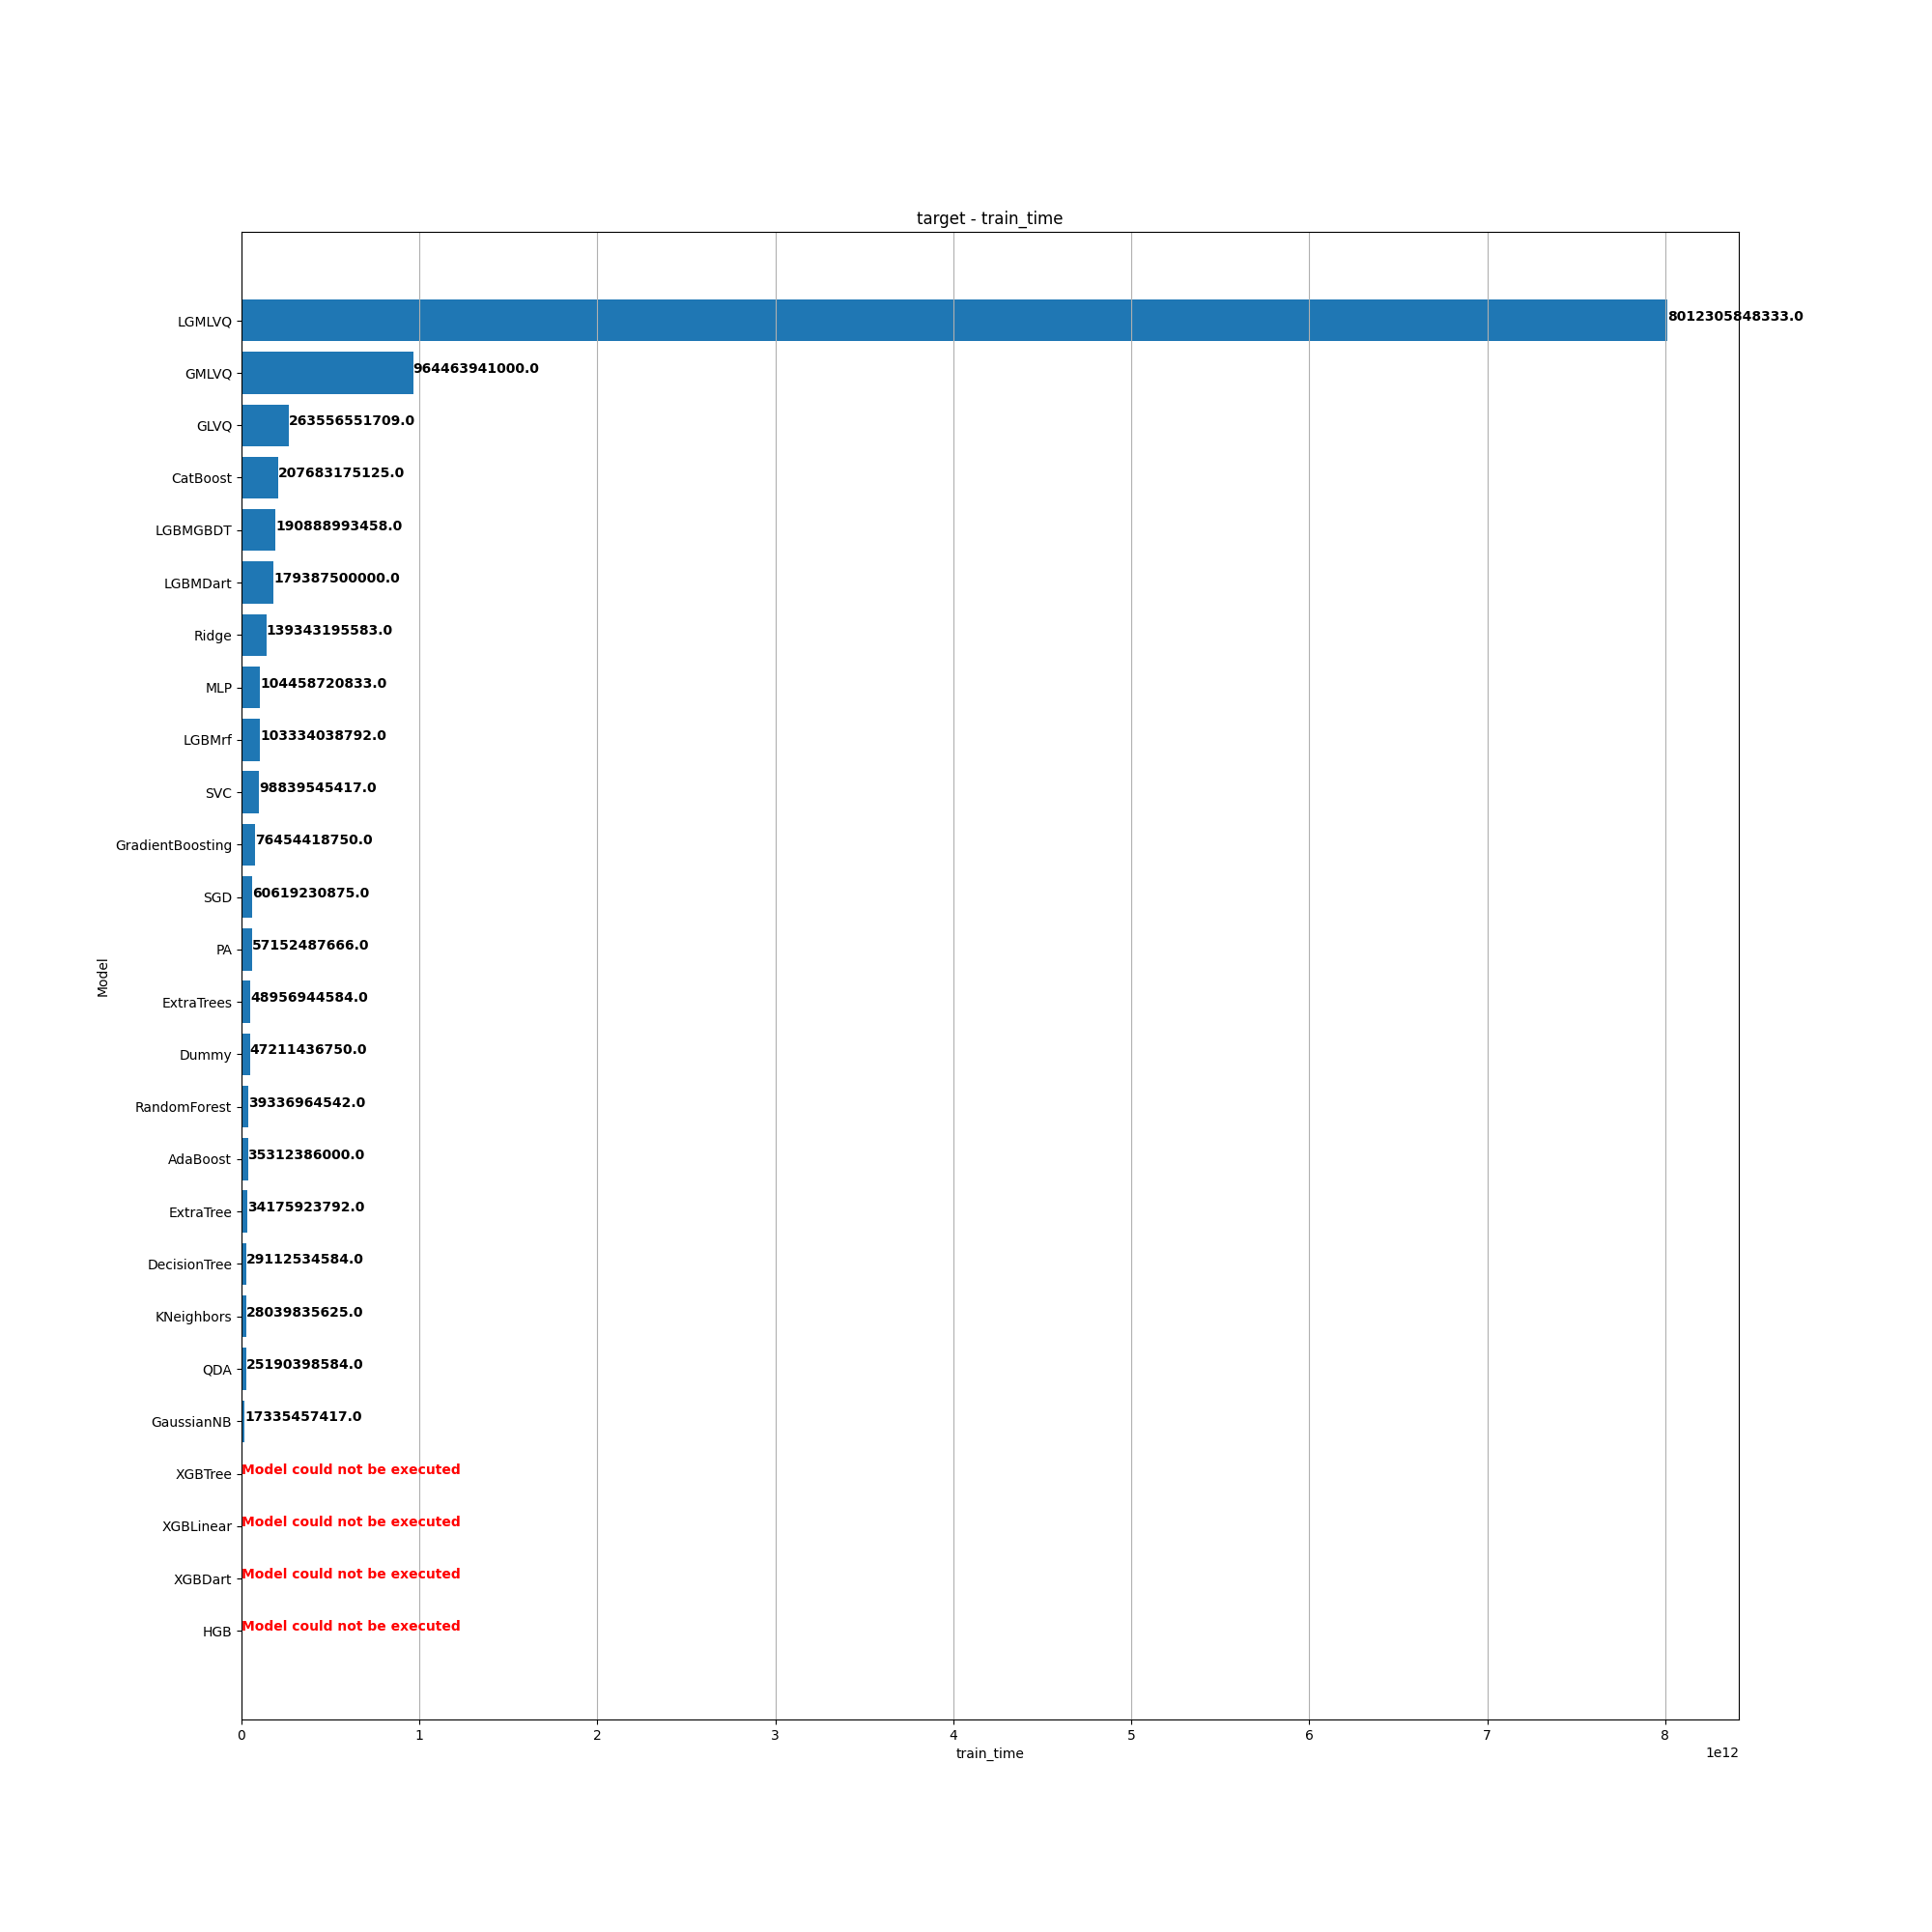 target - train_time
LGMLVQ 8012305848333.0
GMLVQ 964463941000.0
GLVQ 263556551709.0
CatBoost 207683175125.0
LGBMGBDT 190888993458.0
LGBMDart 179387500000.0
Ridge 139343195583.0
MLP 104458720833.0
LGBMrf 103334038792.0
SVC 98839545417.0
GradientBoosting 76454418750.0
SGD 60619230875.0
PA 57152487666.0
Model
ExtraTrees 48956944584.0
Dummy 47211436750.0
RandomForest 39336964542.0
AdaBoost 35312386000.0
ExtraTree 34175923792.0
DecisionTree 29112534584.0
KNeighbors 28039835625.0
QDA 25190398584.0
GaussianNB 17335457417.0
XGBTree Model could not be executed
XGBLinear Model could not be executed
XGBDart Model could not be executed
HGB Model could not be executed
0 1 2 3 4 5 6 7 8
train_time
1e12